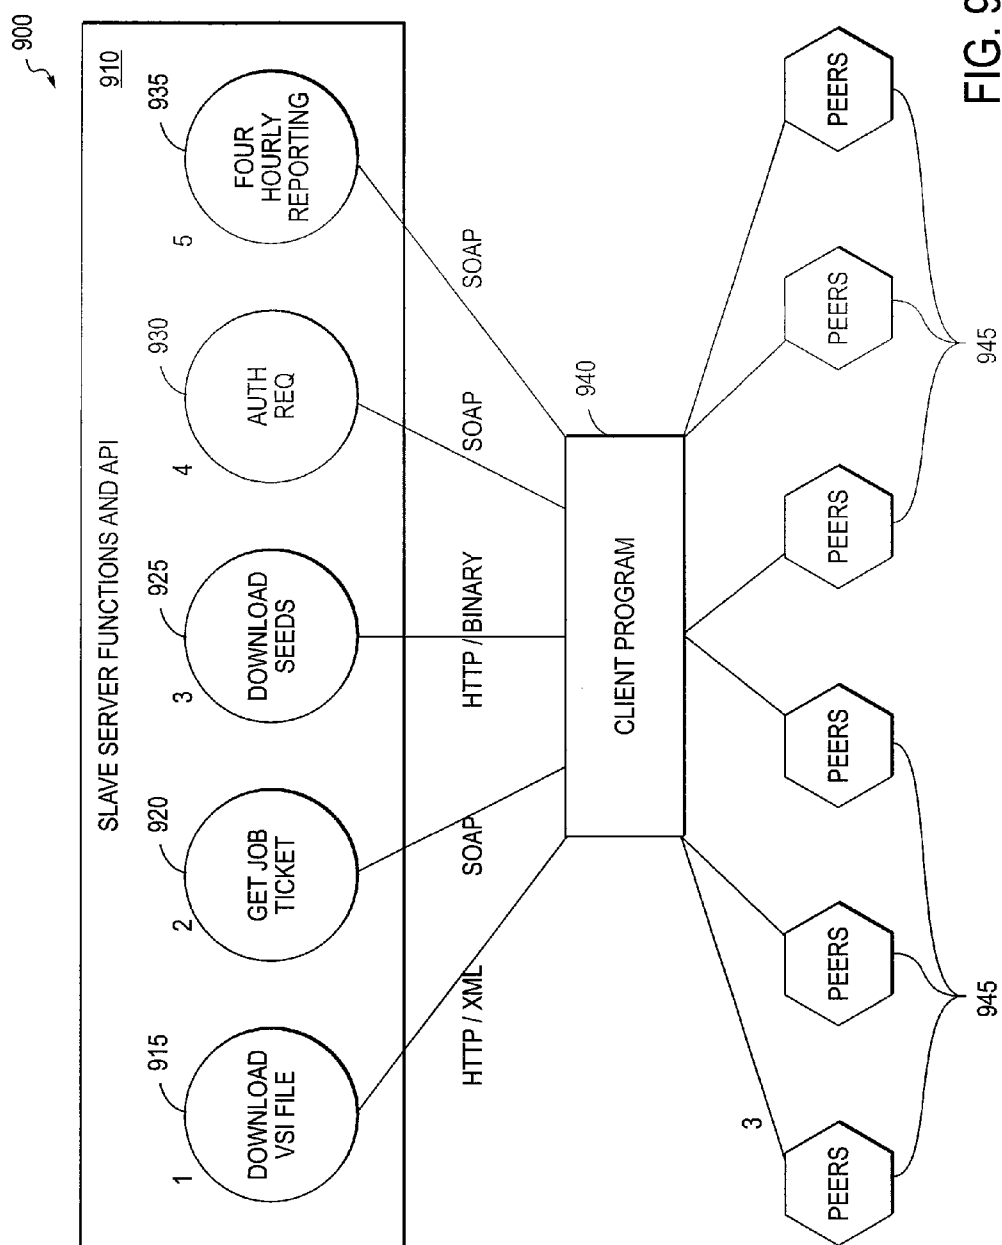 900
SLAVE SERVER FUNCTIONS AND API
910
1
915
DOWNLOAD
VSI FILE
2
920
GET JOB
TICKET
3
925
DOWNLOAD
SEEDS
4
930
AUTH
REQ
5
935
FOUR
HOURLY
REPORTING
HTTP / XML
SOAP
HTTP / BINARY
SOAP
SOAP
CLIENT PROGRAM
940
3
PEERS
PEERS
PEERS
PEERS
PEERS
PEERS
945
945
FIG. 9